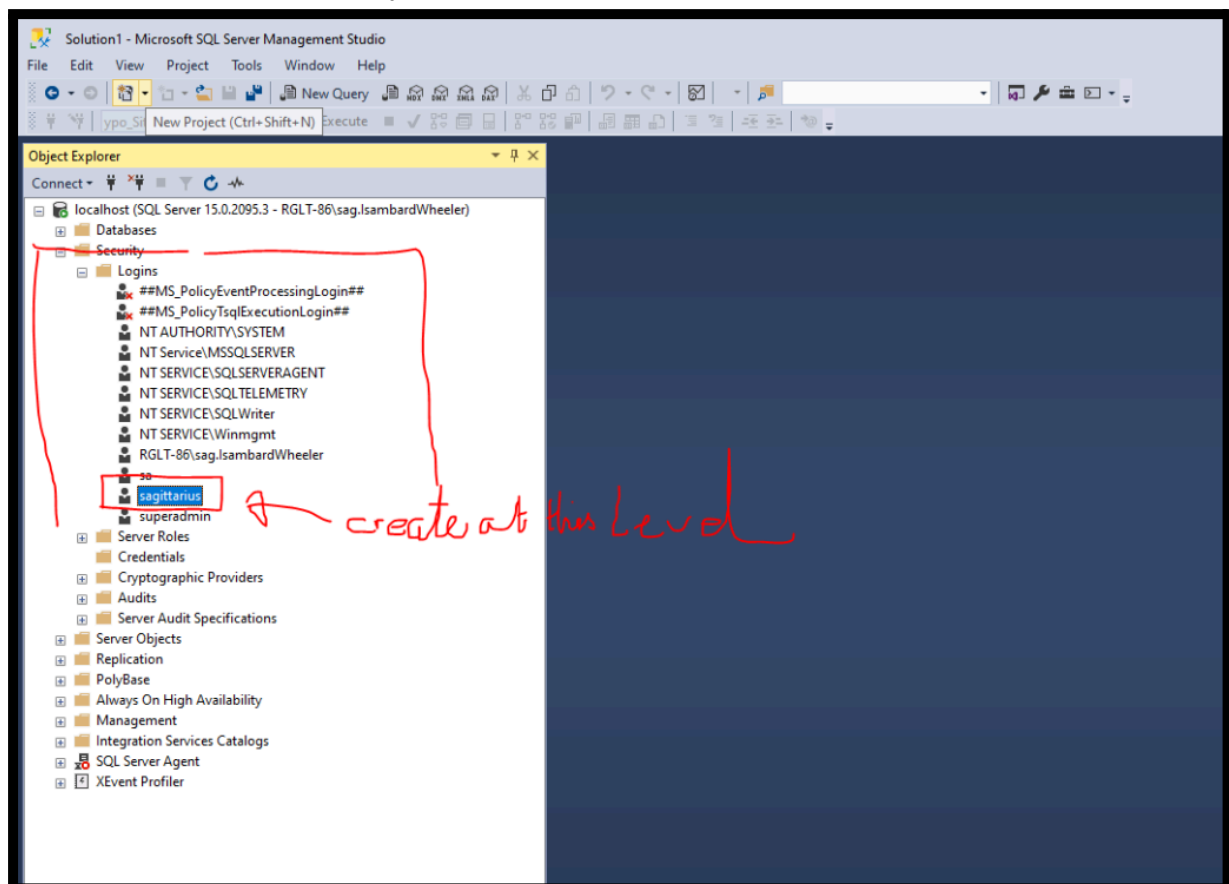 Solution1 - Microsoft SQL Server Management Studio
File Edit View Project Tools Window Help
New Query MDX DMX XMLA DAX
New Project (Ctrl+Shift+N) Execute
Object Explorer
Connect
localhost (SQL Server 15.0.2095.3 - RGLT-86\sag.IsambardWheeler)
Databases
Security
Logins
##MS_PolicyEventProcessingLogin##
##MS_PolicyTsqlExecutionLogin##
NT AUTHORITY\SYSTEM
NT Service\MSSQLSERVER
NT SERVICE\SQLSERVERAGENT
NT SERVICE\SQLTELEMETRY
NT SERVICE\SQLWriter
NT SERVICE\Winmgmt
RGLT-86\sag.IsambardWheeler
sa
sagittarius
superadmin
create at this Level
Server Roles
Credentials
Cryptographic Providers
Audits
Server Audit Specifications
Server Objects
Replication
PolyBase
Always On High Availability
Management
Integration Services Catalogs
SQL Server Agent
XEvent Profiler